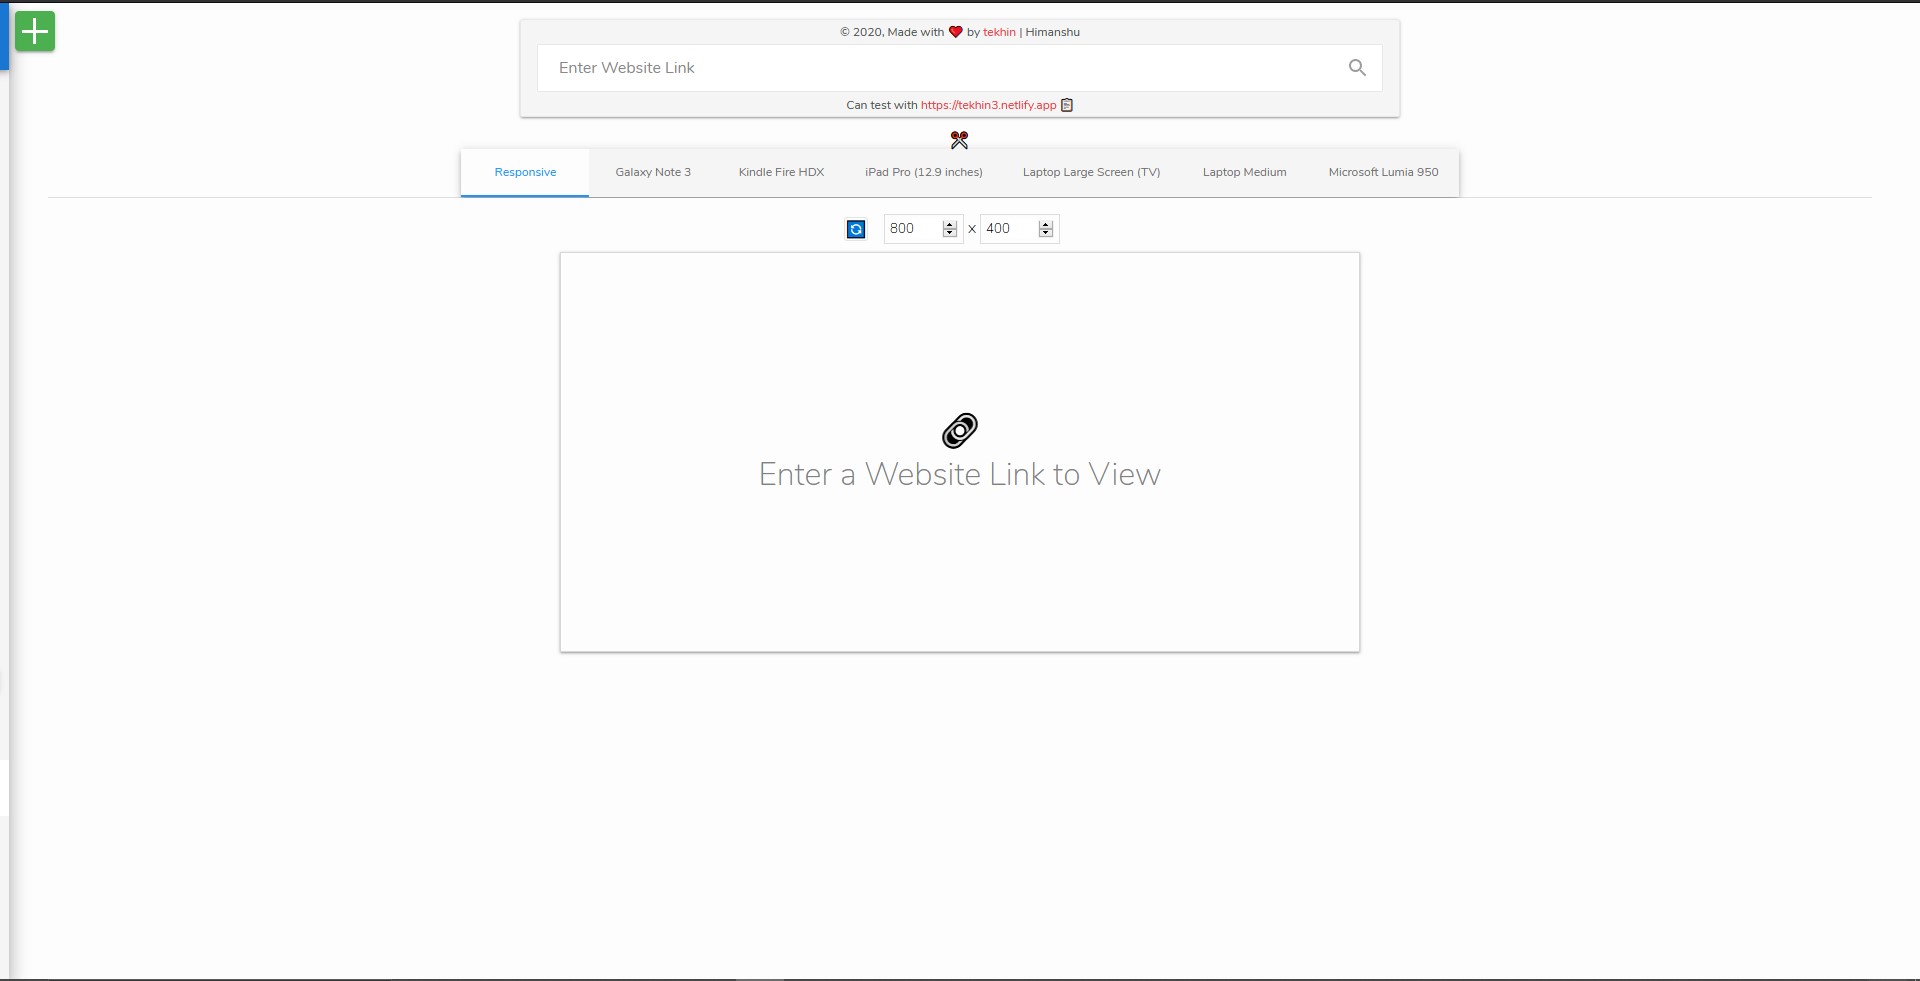 © 2020, Made with ❤️ by tekhin | Himanshu
Enter Website Link
Can test with https://tekhin3.netlify.app 📋
Responsive Galaxy Note 3 Kindle Fire HDX iPad Pro (12.9 inches) Laptop Large Screen (TV) Laptop Medium Microsoft Lumia 950
800 x 400
Enter a Website Link to View